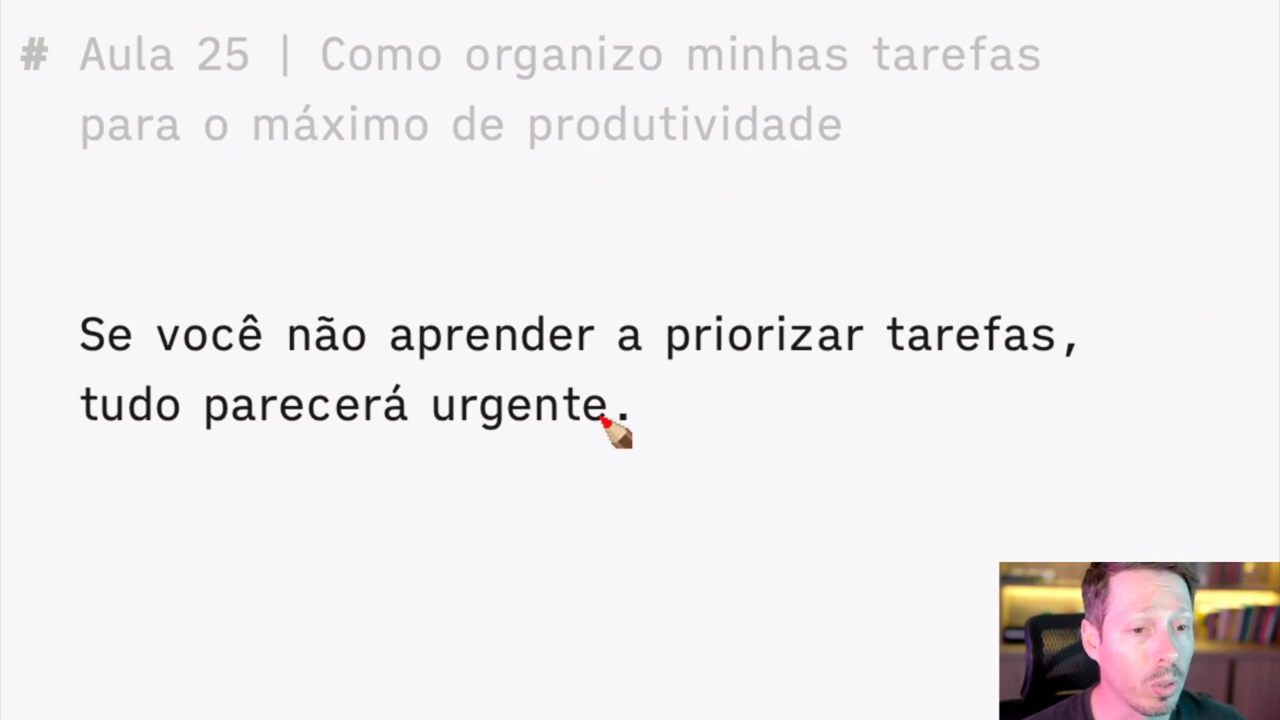 # Aula 25 | Como organizo minhas tarefas
para o máximo de produtividade
Se você não aprender a priorizar tarefas,
tudo parecerá urgente.